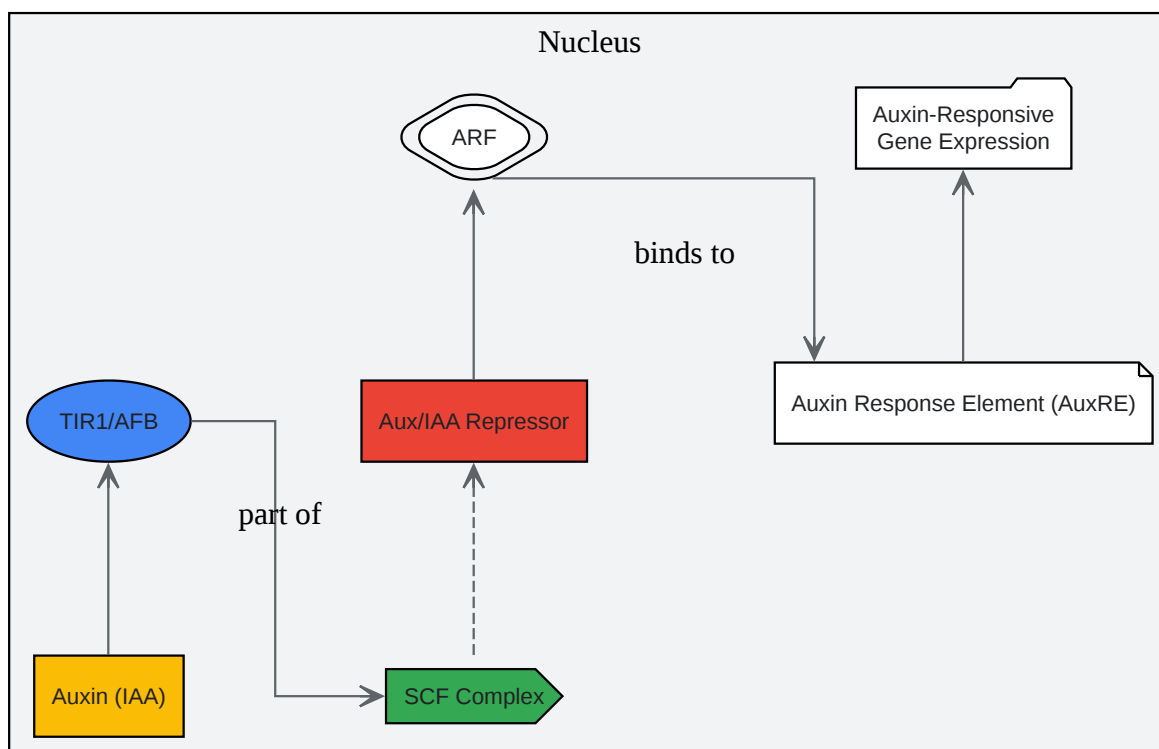 Nucleus
ARF
Auxin-Responsive
Gene Expression
binds to
TIR1/AFB
Aux/IAA Repressor
Auxin Response Element (AuxRE)
part of
Auxin (IAA)
SCF Complex